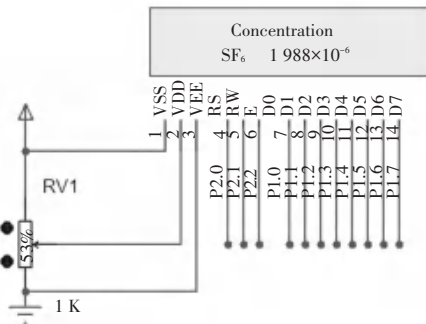 Concentration
SF₆ 1 988×10⁻⁶
VSS VDD VEE RS RW E D0 D1 D2 D3 D4 D5 D6 D7
1 2 3 4 5 6 7 8 9 10 11 12 13 14
P2.0 P2.1 P2.2 P1.0 P1.1 P1.2 P1.3 P1.4 P1.5 P1.6 P1.7
RV1
53%
1 K